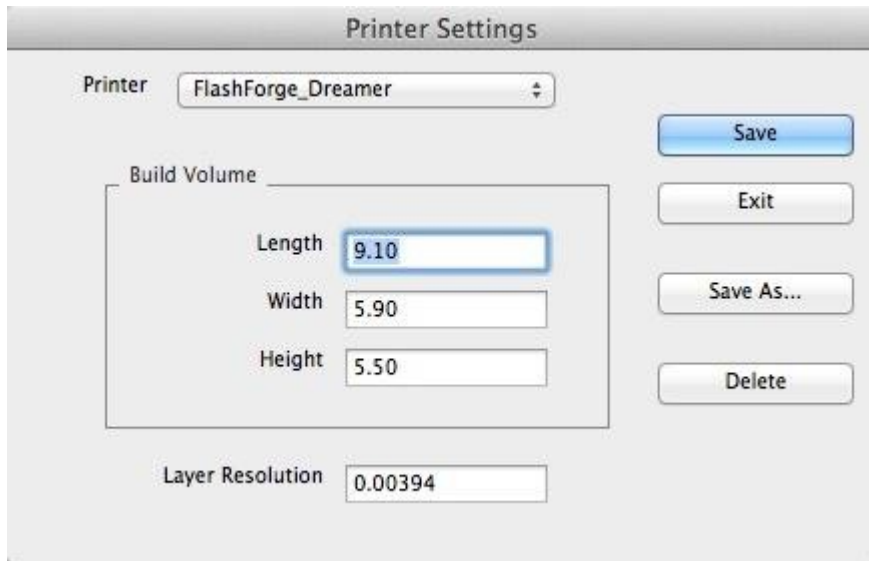 Printer Settings
Printer FlashForge_Dreamer
Save
Build Volume
Exit
Length 9.10
Width 5.90
Save As...
Height 5.50
Delete
Layer Resolution 0.00394